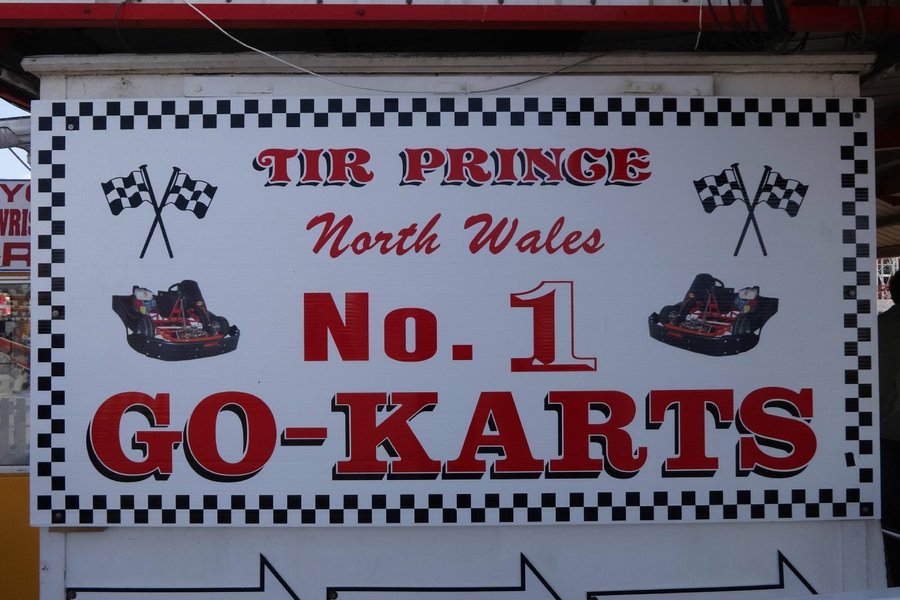 TIR PRINCE
North Wales
No. 1
GO-KARTS